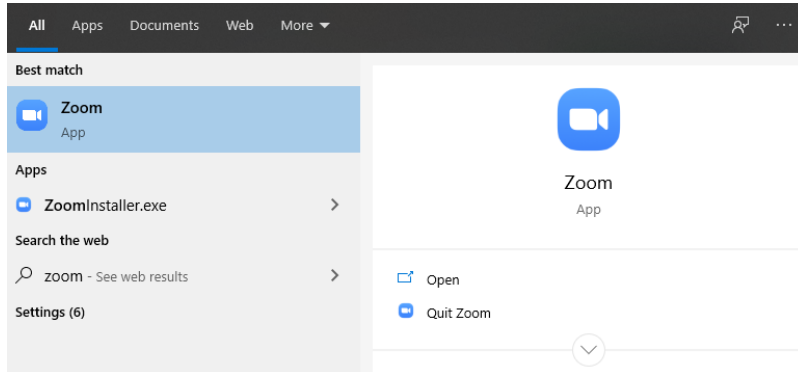 All Apps Documents Web More
Best match
Zoom
App
Apps
ZoomInstaller.exe
Search the web
zoom - See web results
Settings (6)
Zoom
App
Open
Quit Zoom